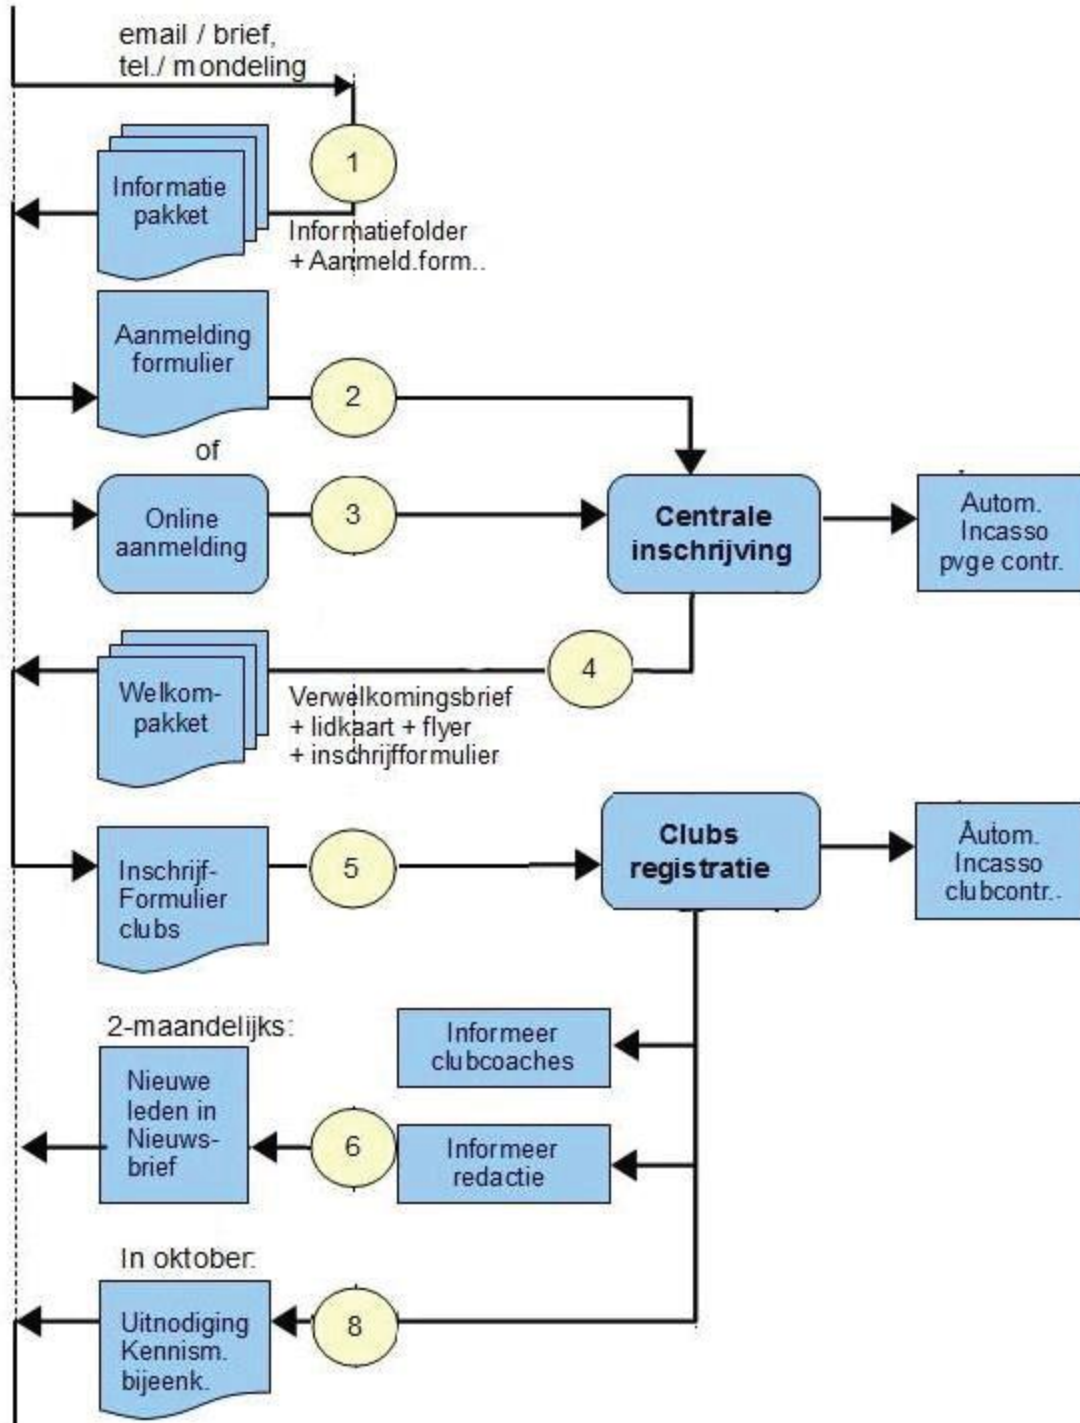 email / brief,
tel./ mondeling
1
Informatie
pakket
Informatiefolder
+ Aanmeld.form..
Aanmelding
formulier
2
of
Online
aanmelding
3
Centrale
inschrijving
Autom.
Incasso
pvge contr.
4
Welkom-
pakket
Verwelkomingsbrief
+ lidkaart + flyer
+ inschrijfformulier
Clubs
registratie
Autom.
Incasso
clubcontr..
Inschrijf-
Formulier
clubs
5
2-maandelijks:
Informeer
clubcoaches
Nieuwe
leden in
Nieuws-
brief
6
Informeer
redactie
In oktober:
Uitnodiging
Kennism.
bijeenk.
8